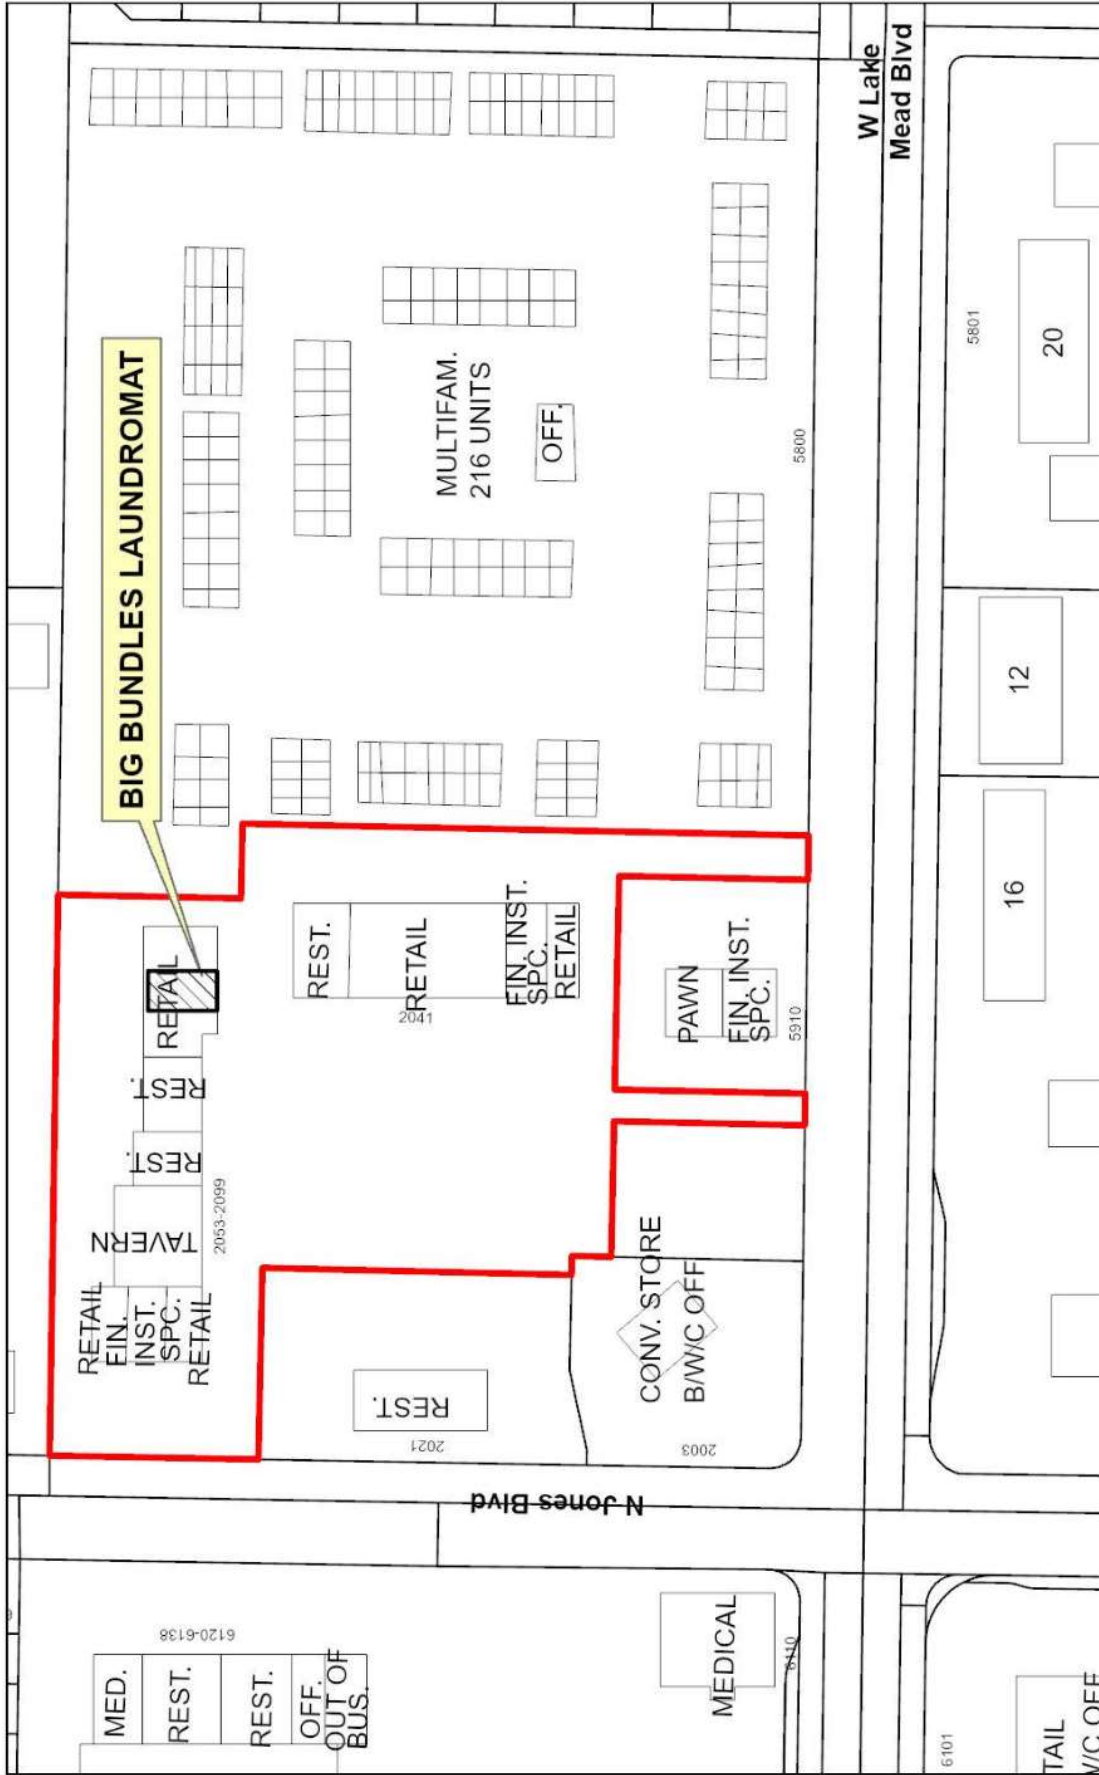 BIG BUNDLES LAUNDROMAT
W Lake
Mead Blvd
MULTIFAM.
216 UNITS
OFF.
5800
5801
20
12
16
RETAIL
REST.
REST.
TAVERN
RETAIL
FIN.
INST.
SPC.
RETAIL
2053-2099
REST.
RETAIL
FIN. INST.
SPC.
RETAIL
2041
PAWN
FIN. INST.
SPC.
5910
CONV. STORE
B/W/C OFF
2003
REST.
2021
N Jones Blvd
6120-6138
MED.
REST.
REST.
OFF.
OUT OF
BUS.
MEDICAL
6110
6101
TAIL
W/C OFF